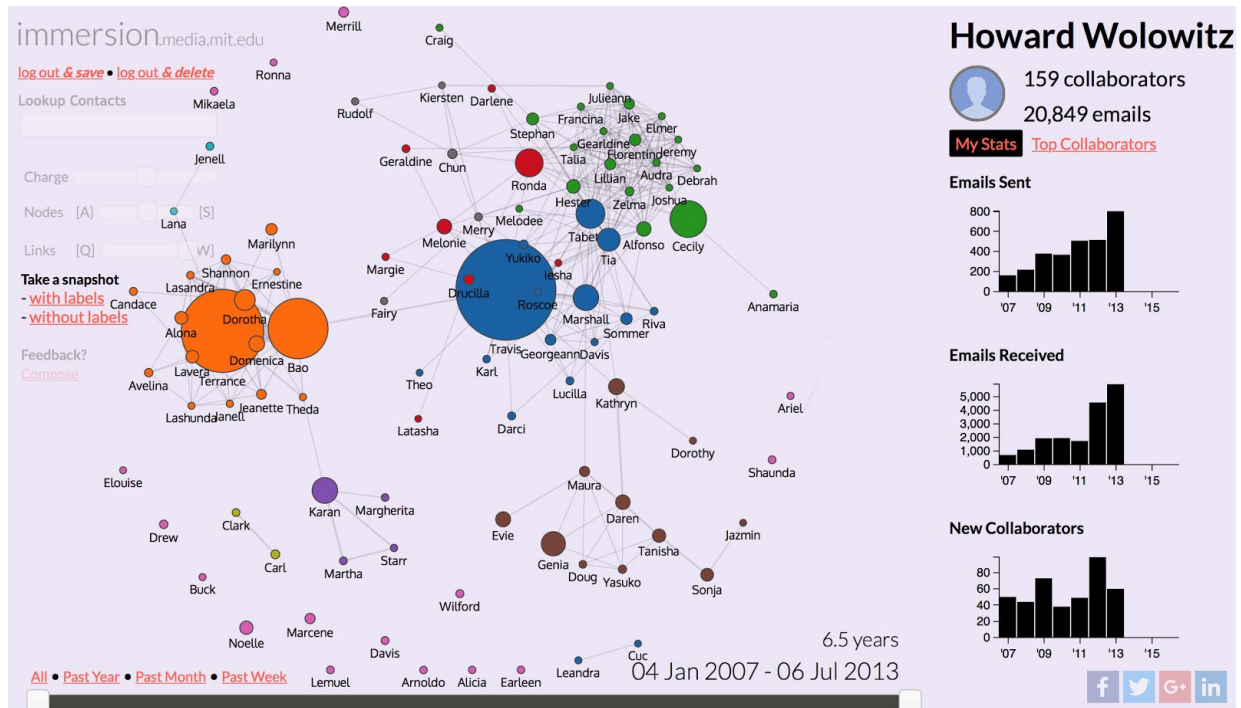 immersion.media.mit.edu
log out & save • log out & delete
Lookup Contacts
Charge
Nodes [A] [S]
Links [Q] W]
Take a snapshot
- with labels
- without labels
Feedback?
Compose
Merrill
Craig
Ronna
Mikaela
Jenell
Lana
Rudolf
Kiersten
Darlene
Julieann
Stephan
Francina
Jake
Elmer
Gearldine
Florentino
Jeremy
Geraldine
Chun
Ronda
Talia
Lillian
Audra
Debrah
Hester
Zelma
Joshua
Melonie
Merry
Melodee
Tabet
Tia
Alfonso
Cecily
Marilynn
Shannon
Lasandra
Ernestine
Candace
Dorotha
Alona
Domenica
Bao
Lavera
Terrance
Avelina
Lashunda
Janell
Jeanette
Theda
Margie
Yukiko
Iesha
Drucilla
Roscoe
Fairy
Marshall
Sommer
Riva
Anamaria
Travis
Georgeann
Davis
Karl
Theo
Lucilla
Kathryn
Latasha
Darci
Ariel
Dorothy
Shaunda
Elouise
Maura
Karan
Margherita
Clark
Drew
Evie
Daren
Jazmin
Carl
Martha
Starr
Genia
Doug
Yasuko
Tanisha
Sonja
Buck
Wilford
Noelle
Marcene
Davis
Cuc
Leandra
Lemuel
Arnoldo
Alicia
Earleen
All • Past Year • Past Month • Past Week
6.5 years
04 Jan 2007 - 06 Jul 2013
Howard Wolowitz
159 collaborators
20,849 emails
My Stats Top Collaborators
Emails Sent
800
600
400
200
0
'07 '09 '11 '13 '15
Emails Received
5,000
4,000
3,000
2,000
1,000
0
'07 '09 '11 '13 '15
New Collaborators
80
60
40
20
0
'07 '09 '11 '13 '15
f
G+
in